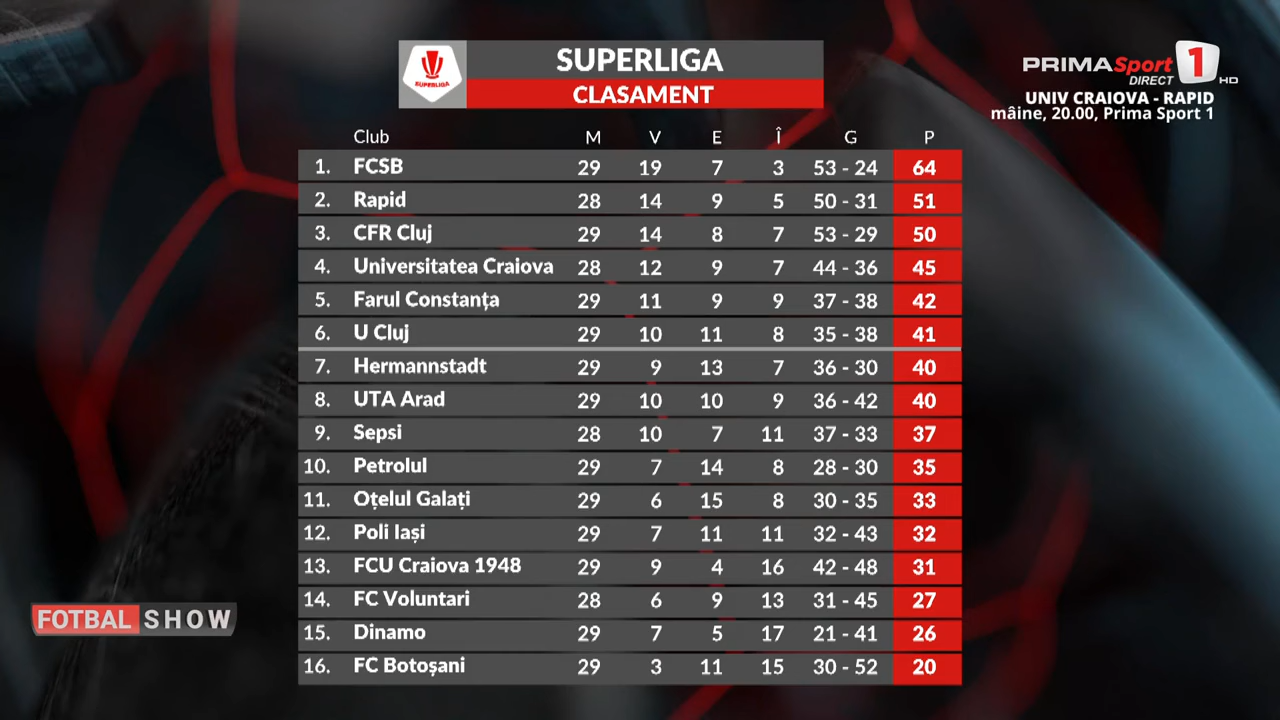 SUPERLIGA
SUPERLIGA
CLASAMENT
PRIMASport 1
DIRECT HD
UNIV CRAIOVA - RAPID
mâine, 20.00, Prima Sport 1
Club M V E Î G P
1. FCSB 29 19 7 3 53 - 24 64
2. Rapid 28 14 9 5 50 - 31 51
3. CFR Cluj 29 14 8 7 53 - 29 50
4. Universitatea Craiova 28 12 9 7 44 - 36 45
5. Farul Constanța 29 11 9 9 37 - 38 42
6. U Cluj 29 10 11 8 35 - 38 41
7. Hermannstadt 29 9 13 7 36 - 30 40
8. UTA Arad 29 10 10 9 36 - 42 40
9. Sepsi 28 10 7 11 37 - 33 37
10. Petrolul 29 7 14 8 28 - 30 35
11. Oțelul Galați 29 6 15 8 30 - 35 33
12. Poli Iași 29 7 11 11 32 - 43 32
13. FCU Craiova 1948 29 9 4 16 42 - 48 31
14. FC Voluntari 28 6 9 13 31 - 45 27
15. Dinamo 29 7 5 17 21 - 41 26
16. FC Botoșani 29 3 11 15 30 - 52 20
FOTBAL SHOW